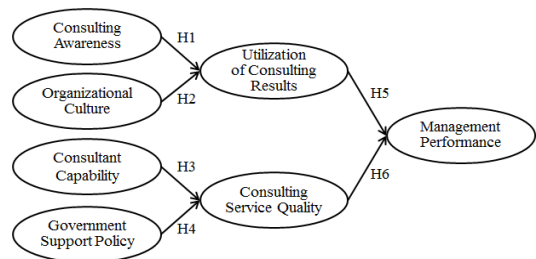 Consulting
Awareness
H1
Organizational
Culture
H2
Utilization
of Consulting
Results
H5
Consultant
Capability
H3
Government
Support Policy
H4
Consulting
Service Quality
H6
Management
Performance